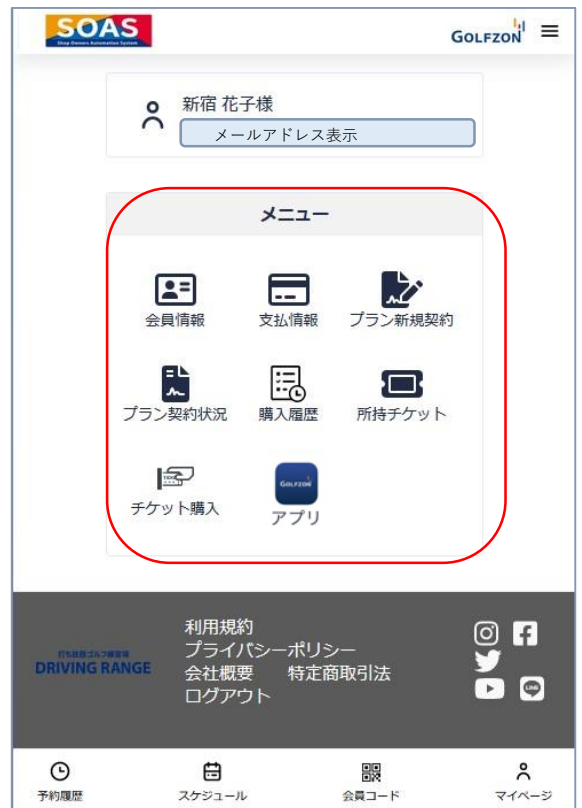 SOAS
Shop Owners Automation System
GOLFZON
新宿 花子様
メールアドレス表示
メニュー
会員情報
支払情報
プラン新規契約
プラン契約状況
購入履歴
所持チケット
チケット購入
GOLFZON
アプリ
利用規約
プライバシーポリシー
会社概要 特定商取引法
ログアウト
DRIVING RANGE
LINE
予約履歴
スケジュール
会員コード
マイページ